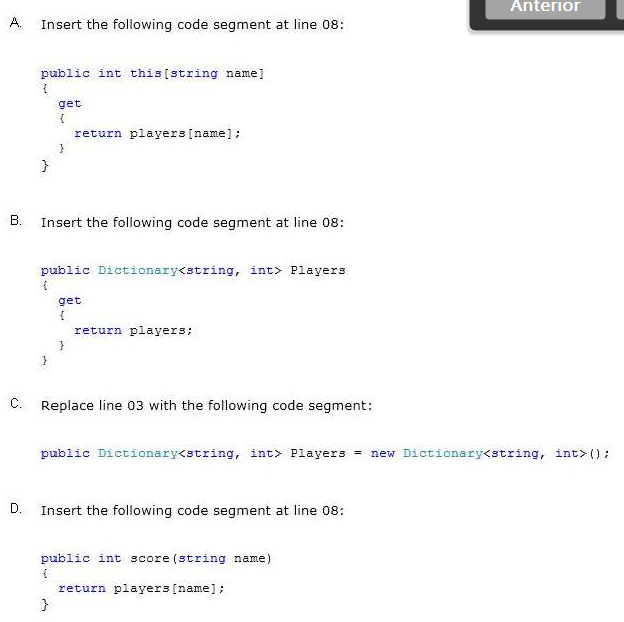 Anterior
A. Insert the following code segment at line 08:
public int this[string name]
{
get
{
return players[name];
}
}
B. Insert the following code segment at line 08:
public Dictionary<string, int> Players
{
get
{
return players;
}
}
C. Replace line 03 with the following code segment:
public Dictionary<string, int> Players = new Dictionary<string, int>();
D. Insert the following code segment at line 08:
public int score(string name)
{
return players[name];
}